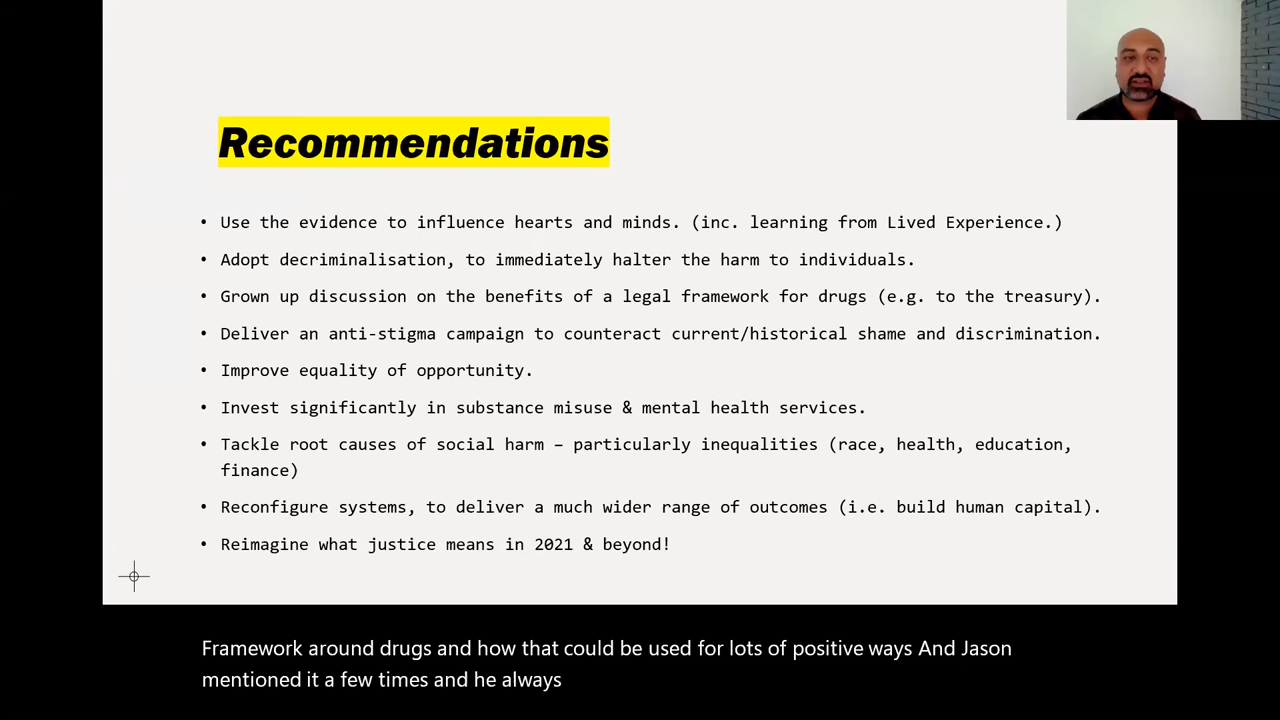 Recommendations
• Use the evidence to influence hearts and minds. (inc. learning from Lived Experience.)
• Adopt decriminalisation, to immediately halter the harm to individuals.
• Grown up discussion on the benefits of a legal framework for drugs (e.g. to the treasury).
• Deliver an anti-stigma campaign to counteract current/historical shame and discrimination.
• Improve equality of opportunity.
• Invest significantly in substance misuse & mental health services.
• Tackle root causes of social harm – particularly inequalities (race, health, education,
finance)
• Reconfigure systems, to deliver a much wider range of outcomes (i.e. build human capital).
• Reimagine what justice means in 2021 & beyond!
Framework around drugs and how that could be used for lots of positive ways And Jason
mentioned it a few times and he always